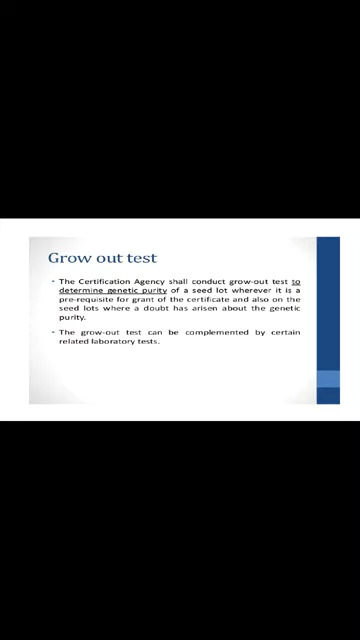 Grow out test
• The Certification Agency shall conduct grow-out test to
determine genetic purity of a seed lot wherever it is a
pre-requisite for grant of the certificate and also on the
seed lots where a doubt has arisen about the genetic
purity.
• The grow-out test can be complemented by certain
related laboratory tests.